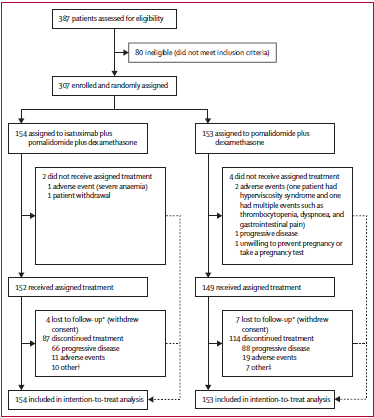 387 patients assessed for eligibility
80 ineligible (did not meet inclusion criteria)
307 enrolled and randomly assigned
154 assigned to isatuximab plus
pomalidomide plus dexamethasone
153 assigned to pomalidomide plus
dexamethasone
2 did not receive assigned treatment
1 adverse event (severe anaemia)
1 patient withdrawal
4 did not receive assigned treatment
2 adverse events (one patient had
hyperviscosity syndrome and one
had multiple events such as
thrombocytopenia, dyspnoea, and
gastrointestinal pain)
1 progressive disease
1 unwilling to prevent pregnancy or
take a pregnancy test
152 received assigned treatment
149 received assigned treatment
4 lost to follow-up* (withdrew
consent)
87 discontinued treatment
66 progressive disease
11 adverse events
10 other†
7 lost to follow-up* (withdrew
consent)
114 discontinued treatment
88 progressive disease
19 adverse events
7 other‡
154 included in intention-to-treat analysis
153 included in intention-to-treat analysis